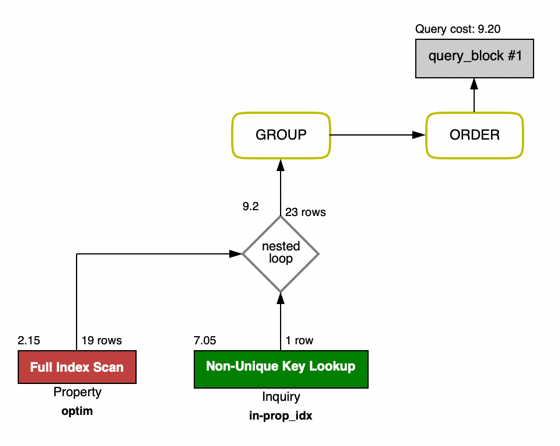 Query cost: 9.20
query_block #1
GROUP
ORDER
9.2
23 rows
nested
loop
2.15
19 rows
7.05
1 row
Full Index Scan
Non-Unique Key Lookup
Property
Inquiry
optim
in-prop_idx